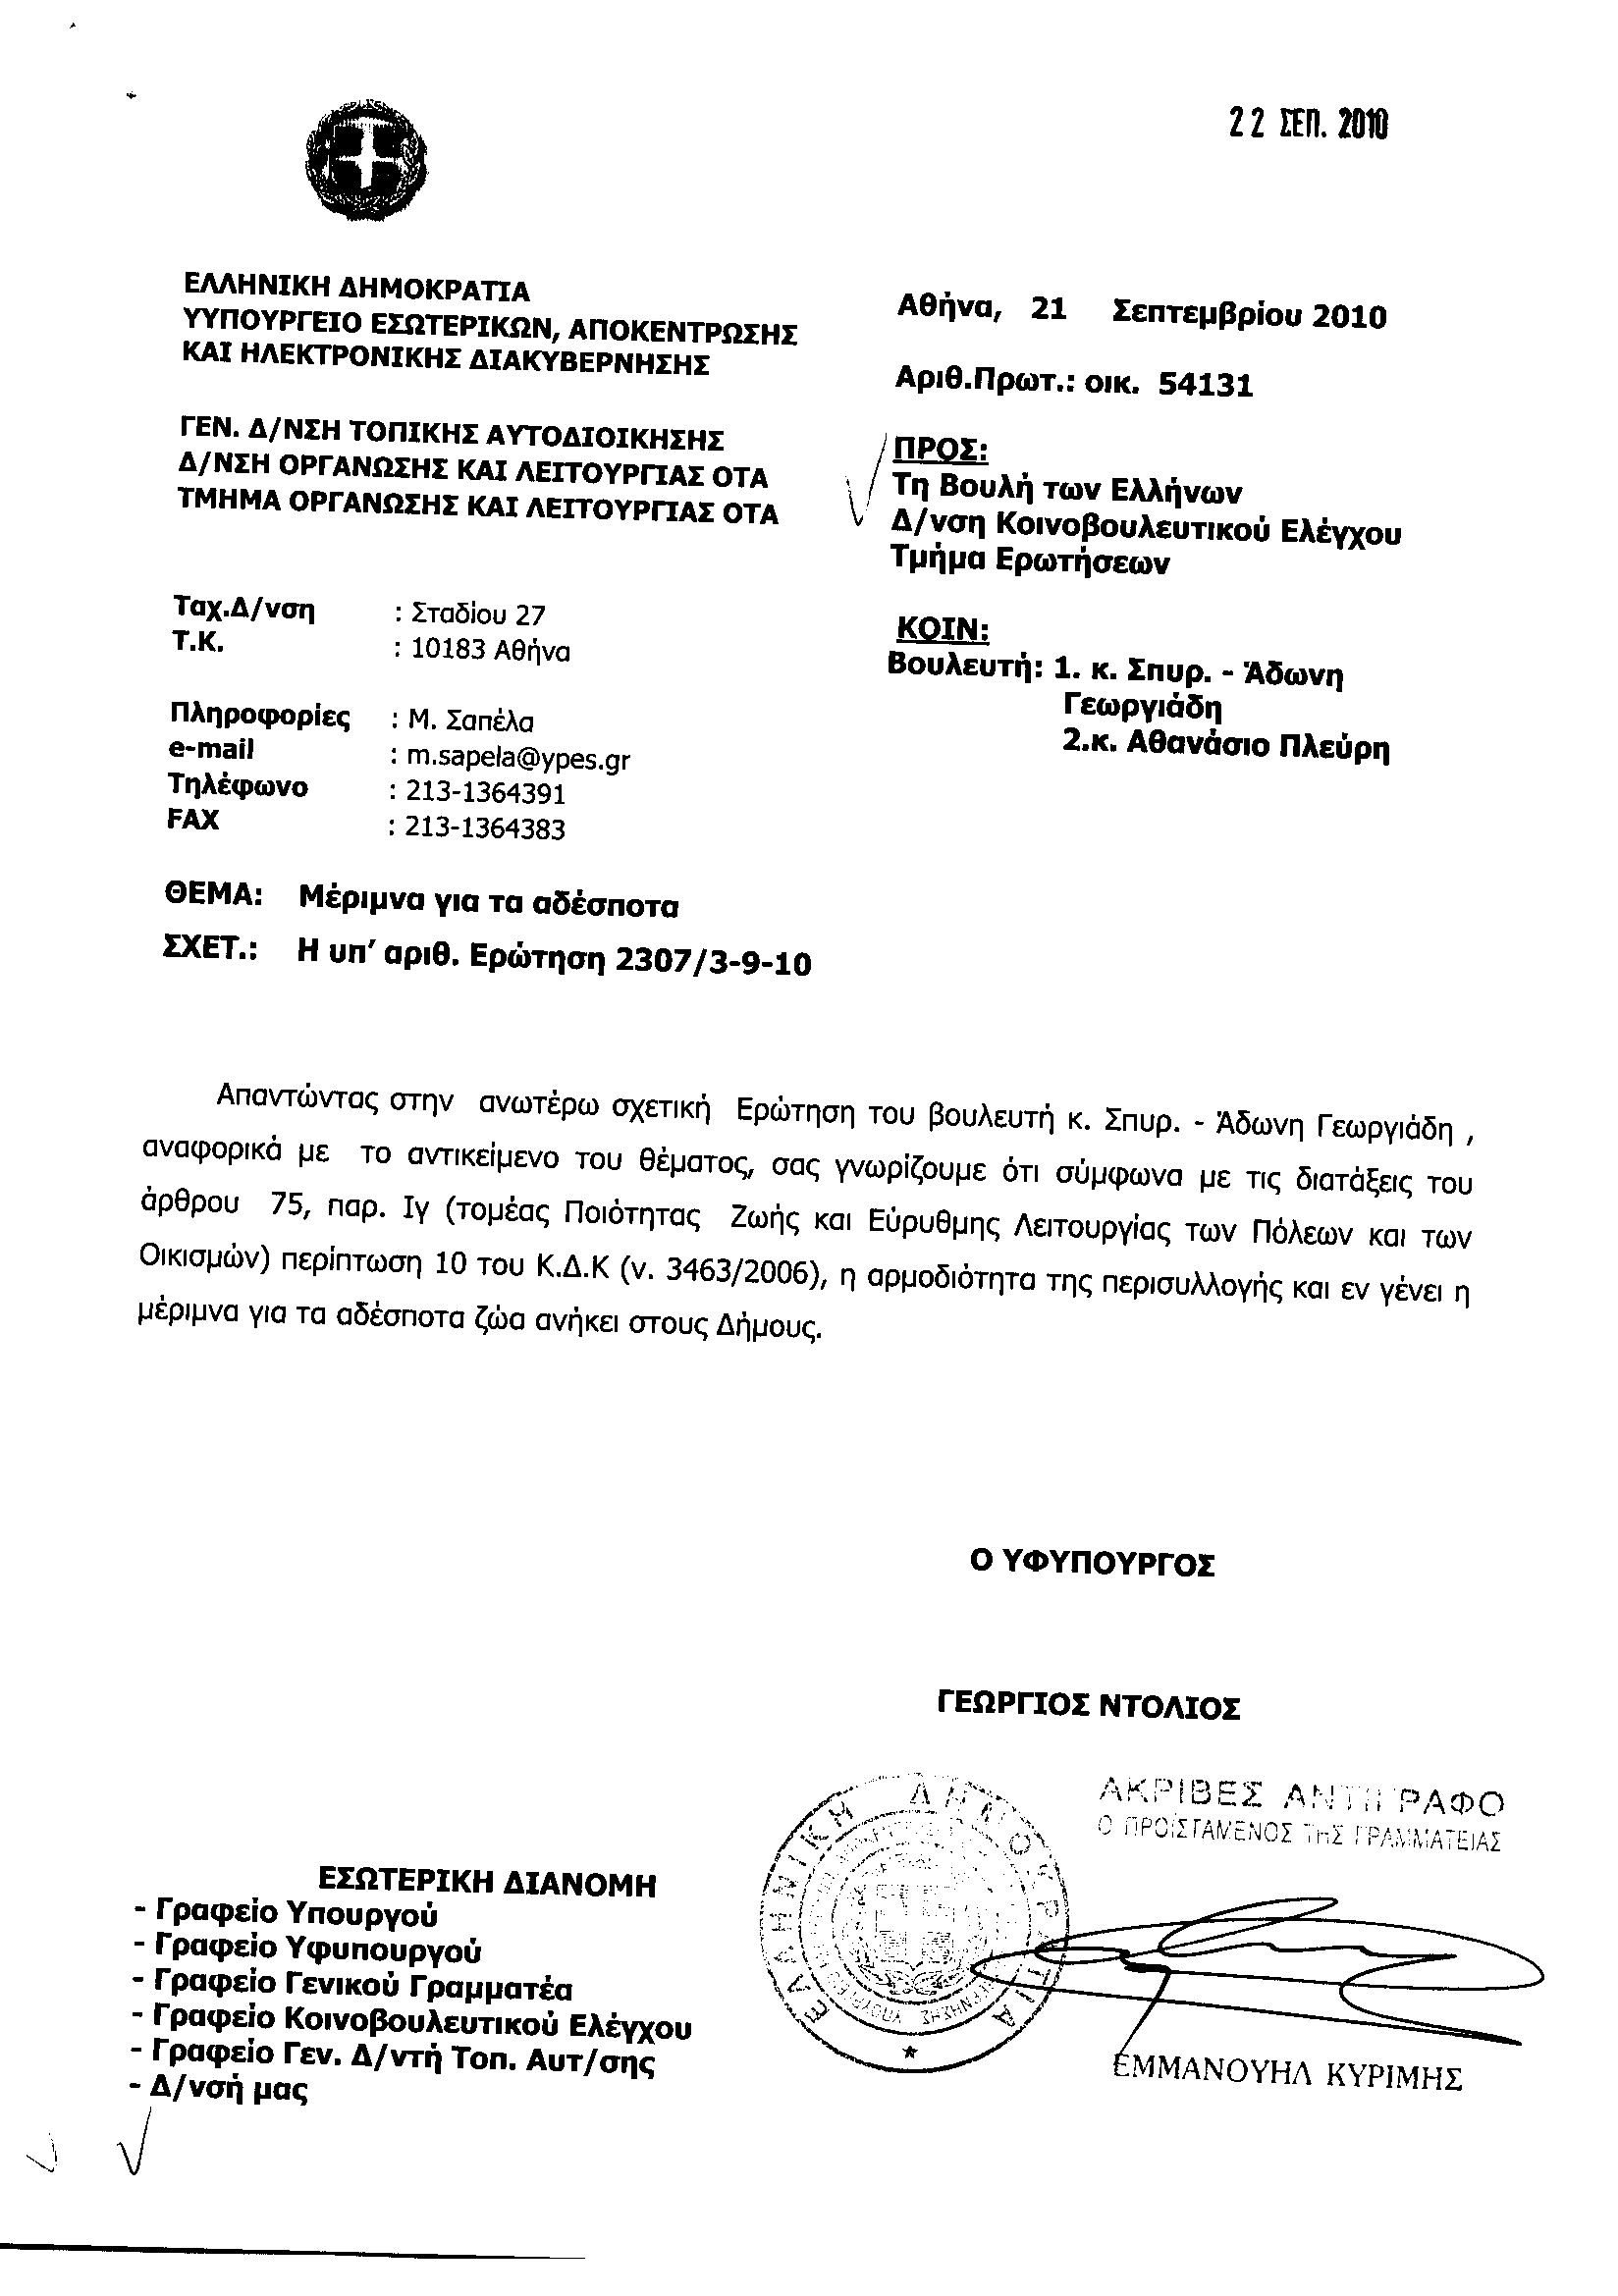 22 ΣΕΠ. 2010
ΕΛΛΗΝΙΚΗ ΔΗΜΟΚΡΑΤΙΑ
ΥΥΠΟΥΡΓΕΙΟ ΕΣΩΤΕΡΙΚΩΝ, ΑΠΟΚΕΝΤΡΩΣΗΣ
ΚΑΙ ΗΛΕΚΤΡΟΝΙΚΗΣ ΔΙΑΚΥΒΕΡΝΗΣΗΣ
ΓΕΝ. Δ/ΝΣΗ ΤΟΠΙΚΗΣ ΑΥΤΟΔΙΟΙΚΗΣΗΣ
Δ/ΝΣΗ ΟΡΓΑΝΩΣΗΣ ΚΑΙ ΛΕΙΤΟΥΡΓΙΑΣ ΟΤΑ
ΤΜΗΜΑ ΟΡΓΑΝΩΣΗΣ ΚΑΙ ΛΕΙΤΟΥΡΓΙΑΣ ΟΤΑ
Ταχ.Δ/νση : Σταδίου 27
Τ.Κ. : 10183 Αθήνα
Πληροφορίες : Μ. Σαπέλα
e-mail : m.sapela@ypes.gr
Τηλέφωνο : 213-1364391
FAX : 213-1364383
Αθήνα, 21 Σεπτεμβρίου 2010
Αριθ.Πρωτ.: οικ. 54131
ΠΡΟΣ:
Τη Βουλή των Ελλήνων
Δ/νση Κοινοβουλευτικού Ελέγχου
Τμήμα Ερωτήσεων
ΚΟΙΝ:
Βουλευτή: 1. κ. Σπυρ. - Άδωνη
Γεωργιάδη
2.κ. Αθανάσιο Πλεύρη
ΘΕΜΑ: Μέριμνα για τα αδέσποτα
ΣΧΕΤ.: Η υπ' αριθ. Ερώτηση 2307/3-9-10
Απαντώντας στην ανωτέρω σχετική Ερώτηση του βουλευτή κ. Σπυρ. - Άδωνη Γεωργιάδη ,
αναφορικά με το αντικείμενο του θέματος, σας γνωρίζουμε ότι σύμφωνα με τις διατάξεις του
άρθρου 75, παρ. Ιγ (τομέας Ποιότητας Ζωής και Εύρυθμης Λειτουργίας των Πόλεων και των
Οικισμών) περίπτωση 10 του Κ.Δ.Κ (ν. 3463/2006), η αρμοδιότητα της περισυλλογής και εν γένει η
μέριμνα για τα αδέσποτα ζώα ανήκει στους Δήμους.
Ο ΥΦΥΠΟΥΡΓΟΣ
ΓΕΩΡΓΙΟΣ ΝΤΟΛΙΟΣ
ΑΚΡΙΒΕΣ ΑΝΤΙΓΡΑΦΟ
Ο ΠΡΟΪΣΤΑΜΕΝΟΣ ΤΗΣ ΓΡΑΜΜΑΤΕΙΑΣ
ΕΛΛΗΝΙΚΗ ΔΗΜΟΚΡΑΤΙΑ
ΕΜΜΑΝΟΥΗΛ ΚΥΡΙΜΗΣ
ΕΣΩΤΕΡΙΚΗ ΔΙΑΝΟΜΗ
- Γραφείο Υπουργού
- Γραφείο Υφυπουργού
- Γραφείο Γενικού Γραμματέα
- Γραφείο Κοινοβουλευτικού Ελέγχου
- Γραφείο Γεν. Δ/ντή Τοπ. Αυτ/σης
- Δ/νσή μας